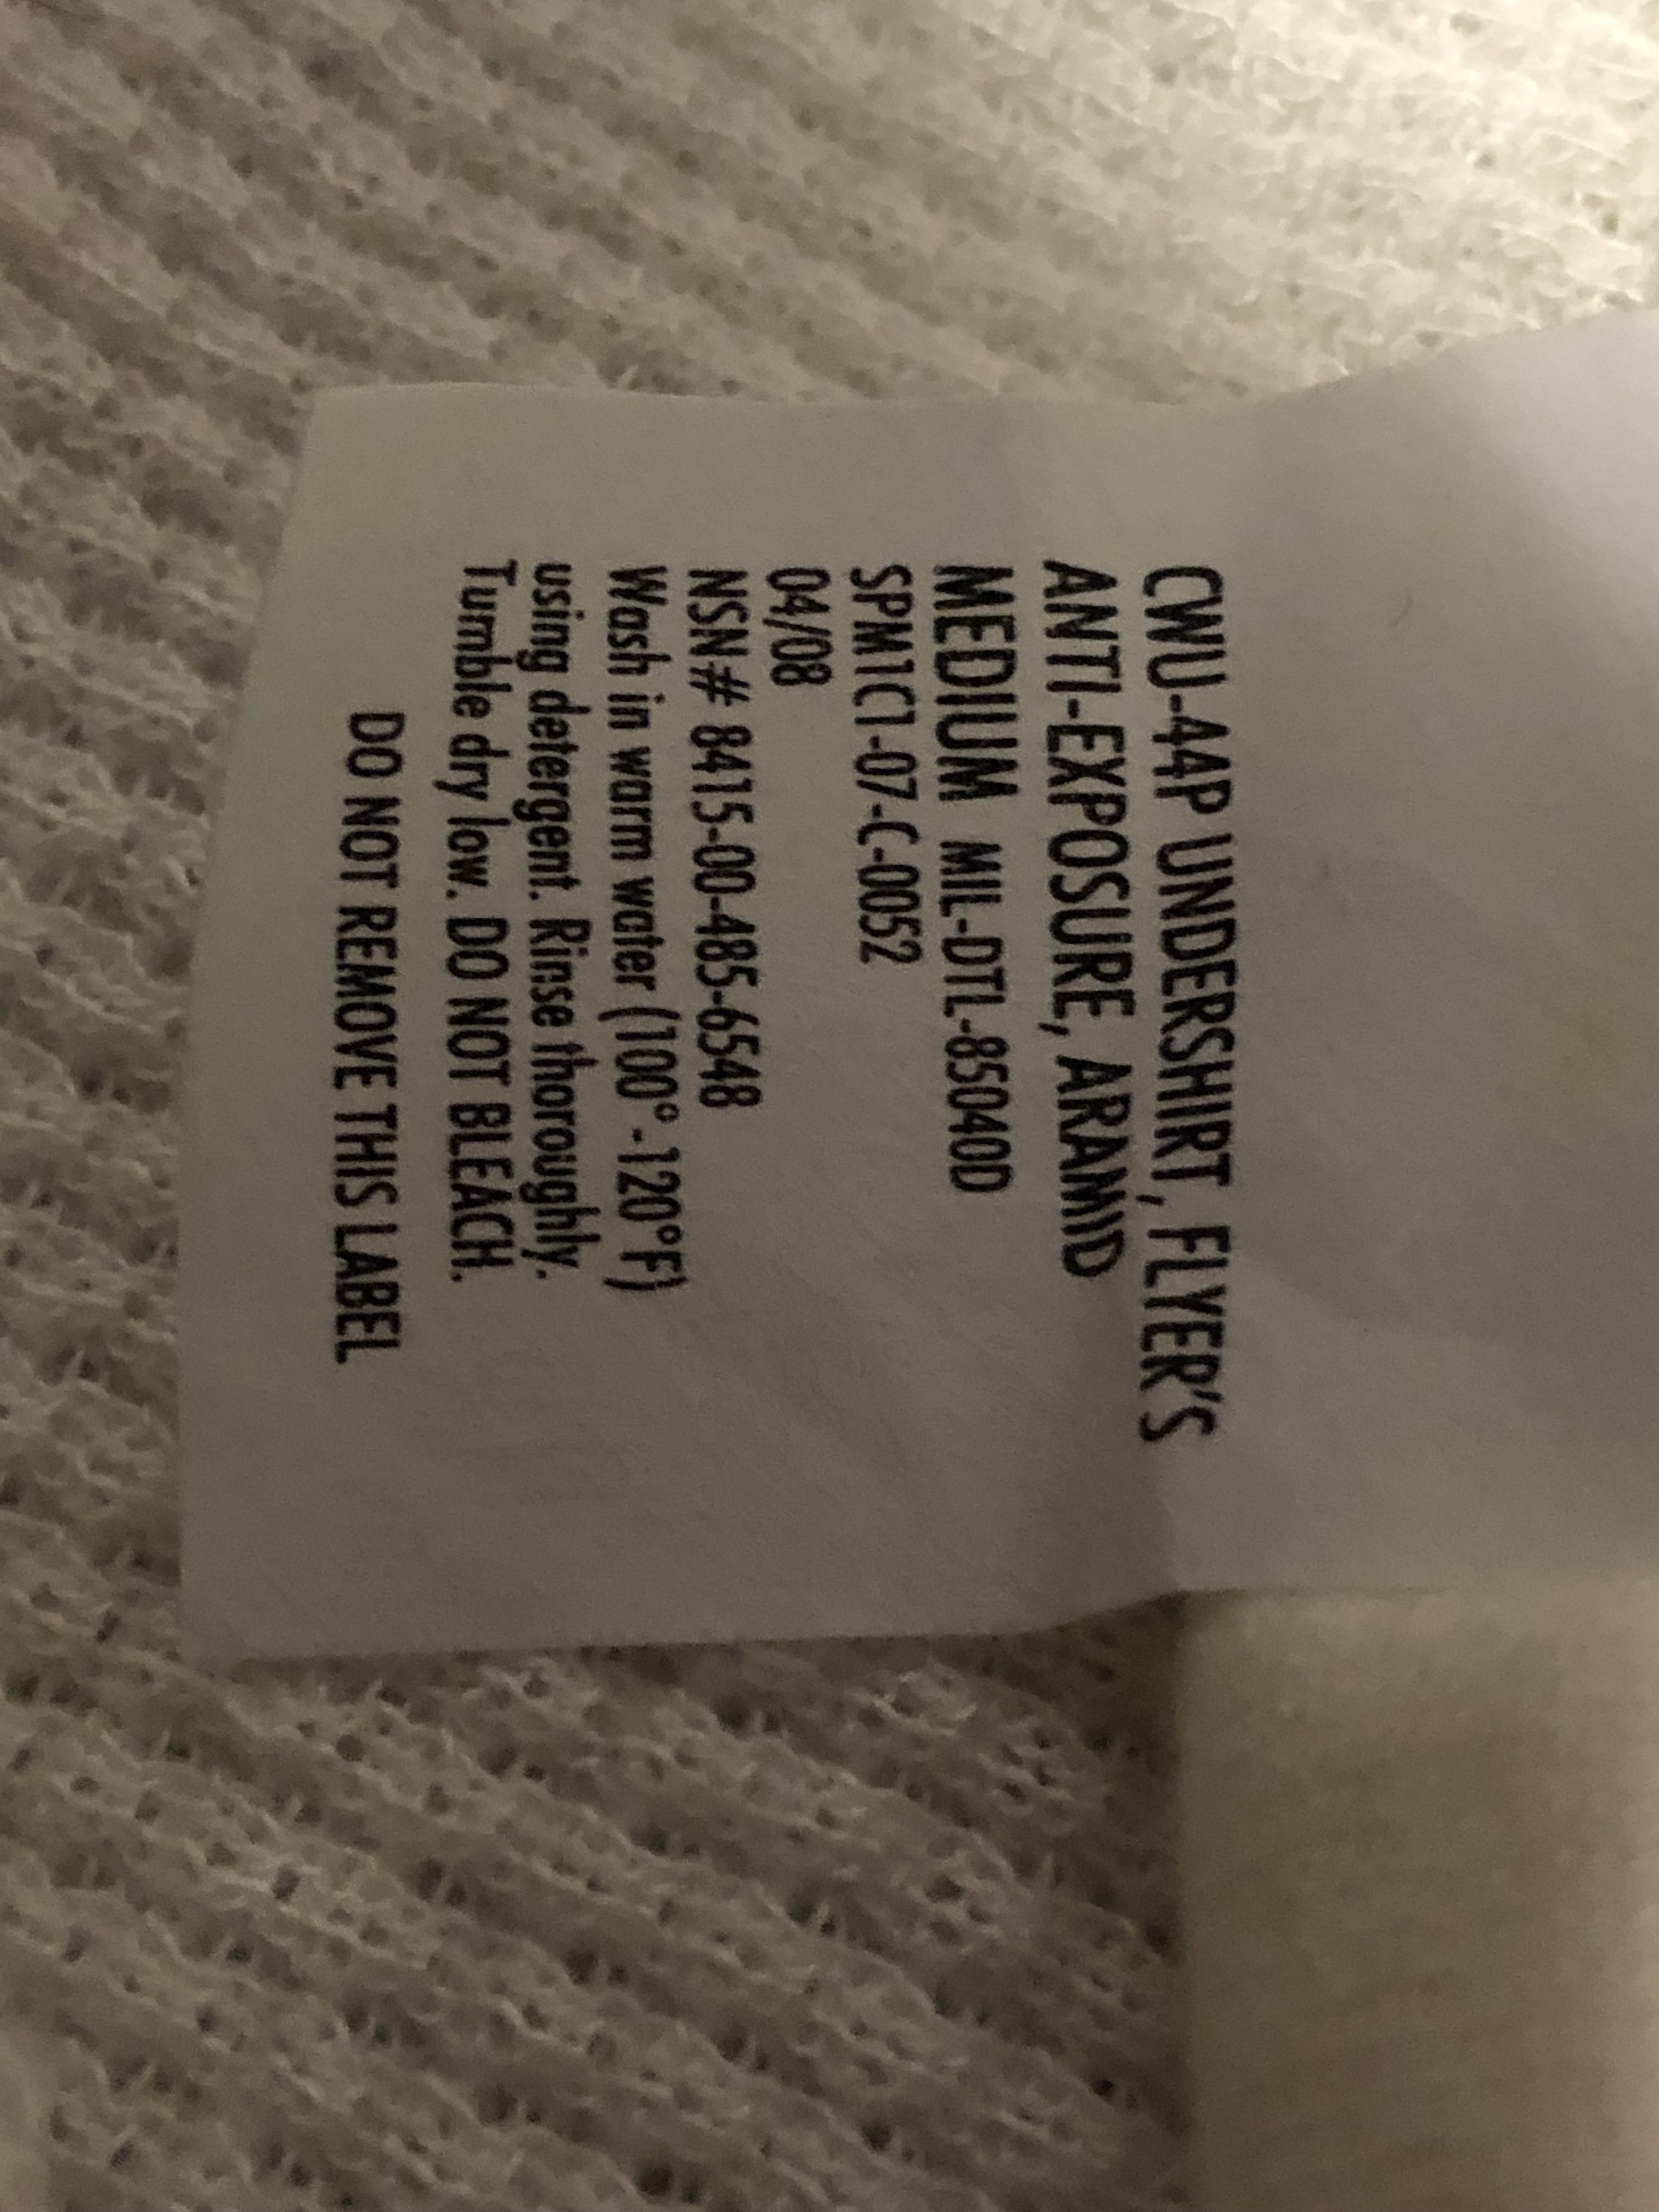 CWU-44P UNDERSHIRT, FLYER'S
ANTI-EXPOSURE, ARAMID
MEDIUM MIL-DTL-85040D
SPM1C1-07-C-0052
04/08
NSN# 8415-00-485-6548
Wash in warm water (100°-120°F)
using detergent. Rinse thoroughly.
Tumble dry low. DO NOT BLEACH.
DO NOT REMOVE THIS LABEL